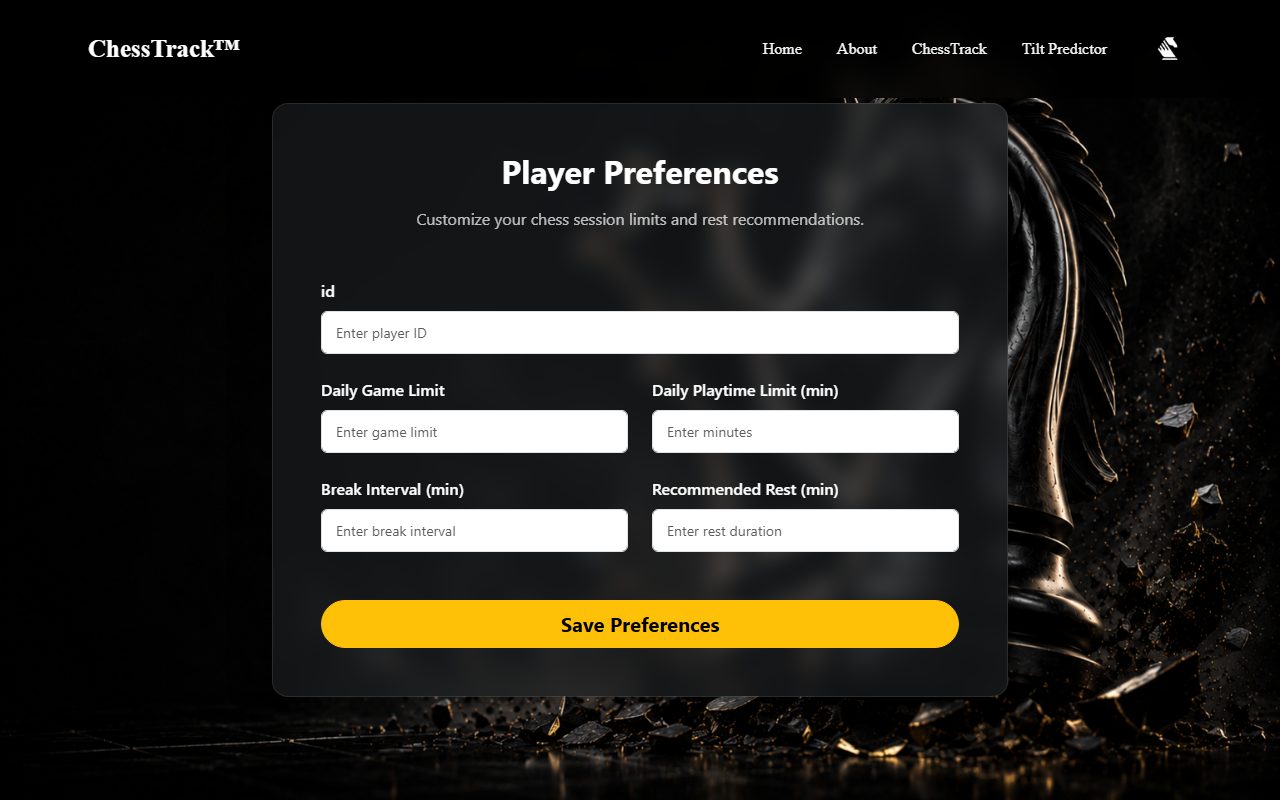 ChessTrack™
Home About ChessTrack Tilt Predictor
Player Preferences
Customize your chess session limits and rest recommendations.
id
Enter player ID
Daily Game Limit Daily Playtime Limit (min)
Enter game limit Enter minutes
Break Interval (min) Recommended Rest (min)
Enter break interval Enter rest duration
Save Preferences